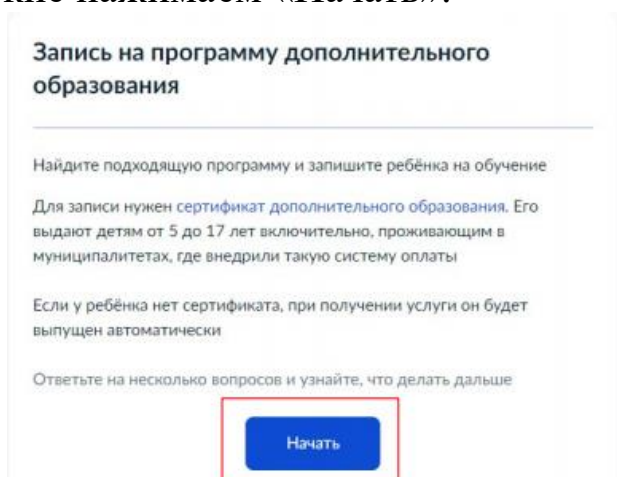 нажимаем «Начать».
Запись на программу дополнительного
образования
Найдите подходящую программу и запишите ребёнка на обучение
Для записи нужен сертификат дополнительного образования. Его
выдают детям от 5 до 17 лет включительно, проживающим в
муниципалитетах, где внедрили такую систему оплаты
Если у ребёнка нет сертификата, при получении услуги он будет
выпущен автоматически
Ответьте на несколько вопросов и узнайте, что делать дальше
Начать